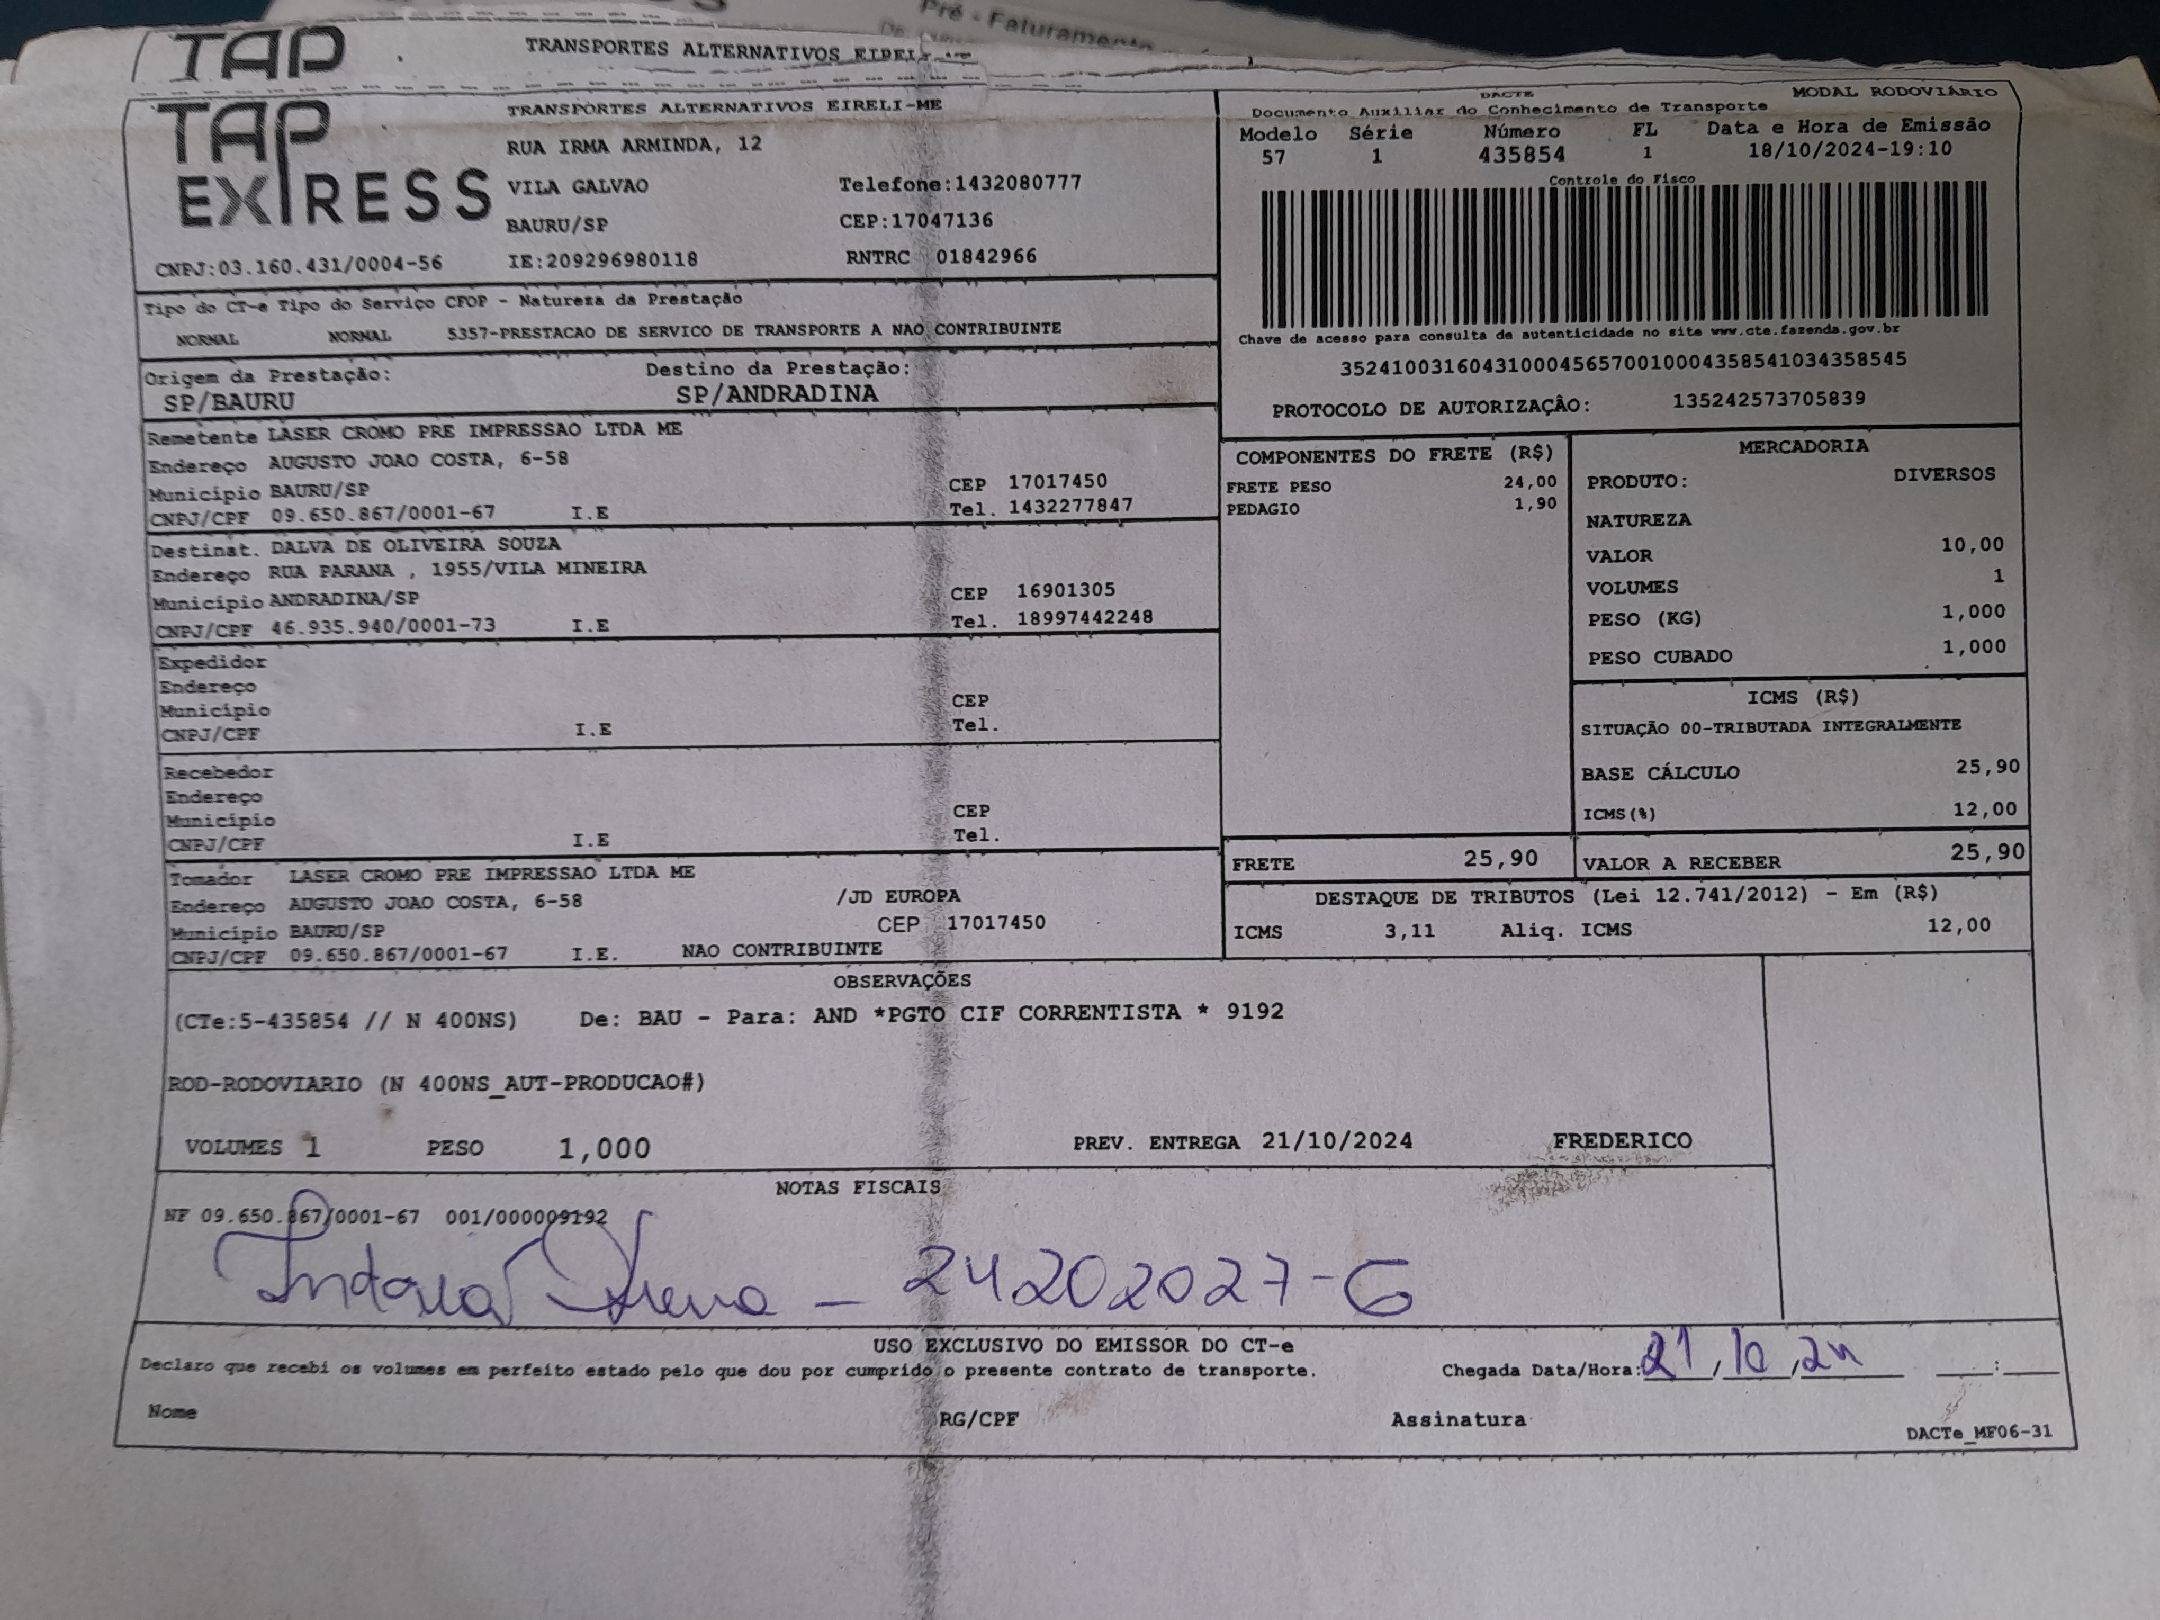 Pré - Faturamento
TAP
TRANSPORTES ALTERNATIVOS EIRELI-ME
TAP EXPRESS
TRANSPORTES ALTERNATIVOS EIRELI-ME
RUA IRMA ARMINDA, 12
VILA GALVAO Telefone:1432080777
BAURU/SP CEP:17047136
CNPJ:03.160.431/0004-56 IE:209296980118 RNTRC 01842966
DACTE MODAL RODOVIÁRIO
Documento Auxiliar do Conhecimento de Transporte
Modelo Série Número FL Data e Hora de Emissão
57 1 435854 1 18/10/2024-19:10
Controle do Fisco
Chave de acesso para consulta de autenticidade no site www.cte.fazenda.gov.br
35241003160431000456570010004358541034358545
PROTOCOLO DE AUTORIZAÇÃO: 135242573705839
Tipo do CT-e Tipo do Serviço CFOP - Natureza da Prestação
NORMAL NORMAL 5357-PRESTACAO DE SERVICO DE TRANSPORTE A NAO CONTRIBUINTE
Origem da Prestação: Destino da Prestação:
SP/BAURU SP/ANDRADINA
Remetente LASER CROMO PRE IMPRESSAO LTDA ME
Endereço AUGUSTO JOAO COSTA, 6-58
Município BAURU/SP CEP 17017450
CNPJ/CPF 09.650.867/0001-67 I.E Tel. 1432277847
Destinat. DALVA DE OLIVEIRA SOUZA
Endereço RUA PARANA , 1955/VILA MINEIRA
Município ANDRADINA/SP CEP 16901305
CNPJ/CPF 46.935.940/0001-73 I.E Tel. 18997442248
Expedidor
Endereço
Município CEP
CNPJ/CPF I.E Tel.
Recebedor
Endereço
Município CEP
CNPJ/CPF I.E Tel.
Tomador LASER CROMO PRE IMPRESSAO LTDA ME
Endereço AUGUSTO JOAO COSTA, 6-58 /JD EUROPA
Município BAURU/SP CEP 17017450
CNPJ/CPF 09.650.867/0001-67 I.E. NAO CONTRIBUINTE
COMPONENTES DO FRETE (R$)
FRETE PESO 24,00
PEDAGIO 1,90
MERCADORIA
PRODUTO: DIVERSOS
NATUREZA
VALOR 10,00
VOLUMES 1
PESO (KG) 1,000
PESO CUBADO 1,000
ICMS (R$)
SITUAÇÃO 00-TRIBUTADA INTEGRALMENTE
BASE CÁLCULO 25,90
ICMS(%) 12,00
FRETE 25,90 VALOR A RECEBER 25,90
DESTAQUE DE TRIBUTOS (Lei 12.741/2012) - Em (R$)
ICMS 3,11 Aliq. ICMS 12,00
OBSERVAÇÕES
(CTe:5-435854 // N 400NS) De: BAU - Para: AND *PGTO CIF CORRENTISTA * 9192
ROD-RODOVIARIO (N 400NS_AUT-PRODUCAO#)
VOLUMES 1 PESO 1,000 PREV. ENTREGA 21/10/2024 FREDERICO
NOTAS FISCAIS
NF 09.650.867/0001-67 001/000009192
- 24202027-6
USO EXCLUSIVO DO EMISSOR DO CT-e
Declaro que recebi os volumes em perfeito estado pelo que dou por cumprido o presente contrato de transporte. Chegada Data/Hora: 21,10,24 :
Nome RG/CPF Assinatura
DACTe_MF06-31